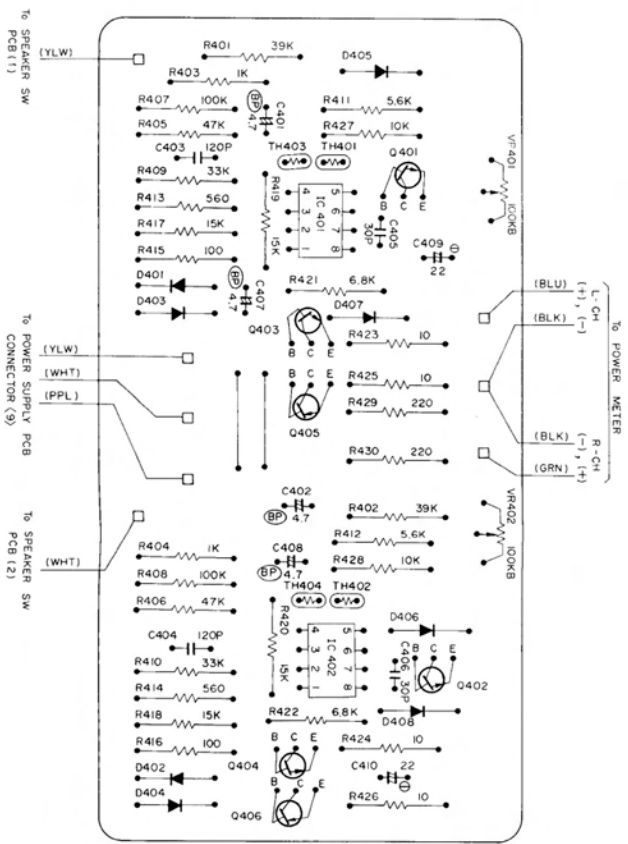 To SPEAKER SW
PCB (1)
(YLW)
R401 39K
D405
R403 1K
R407 100K
BP
4.7
C401
R411 5.6K
R405 47K
R427 10K
C403 120P
TH403 TH401
Q401
VR401
100KB
R409 33K
R419
15K
4 3 2 1
IC 401
5 6 7 8
B C E
R413 560
R417 15K
C405
30P
C409
22
R415 100
D401
BP
4.7
C407
R421 6.8K
D403
D407
Q403
R423 10
B C E
(BLU)
(BLK)
L-CH
(+), (-)
To POWER METER
To POWER SUPPLY PCB
CONNECTOR (9)
(YLW)
(WHT)
(PPL)
B C E
R425 10
Q405
R429 220
R430 220
(BLK)
(GRN)
R-CH
(-), (+)
C402
BP 4.7
R402 39K
VR402
100KB
R412 5.6K
To SPEAKER SW
PCB (2)
(WHT)
R404 1K
C408
BP 4.7
R428 10K
R408 100K
TH404 TH402
R406 47K
R420
15K
4 3 2 1
IC 402
5 6 7 8
D406
C404 120P
B C E
R410 33K
C406
30P
Q402
R414 560
R418 15K
R422 6.8K
D408
R416 100
B C E
R424 10
D402
Q404
C410 22
D404
B C E
R426 10
Q406